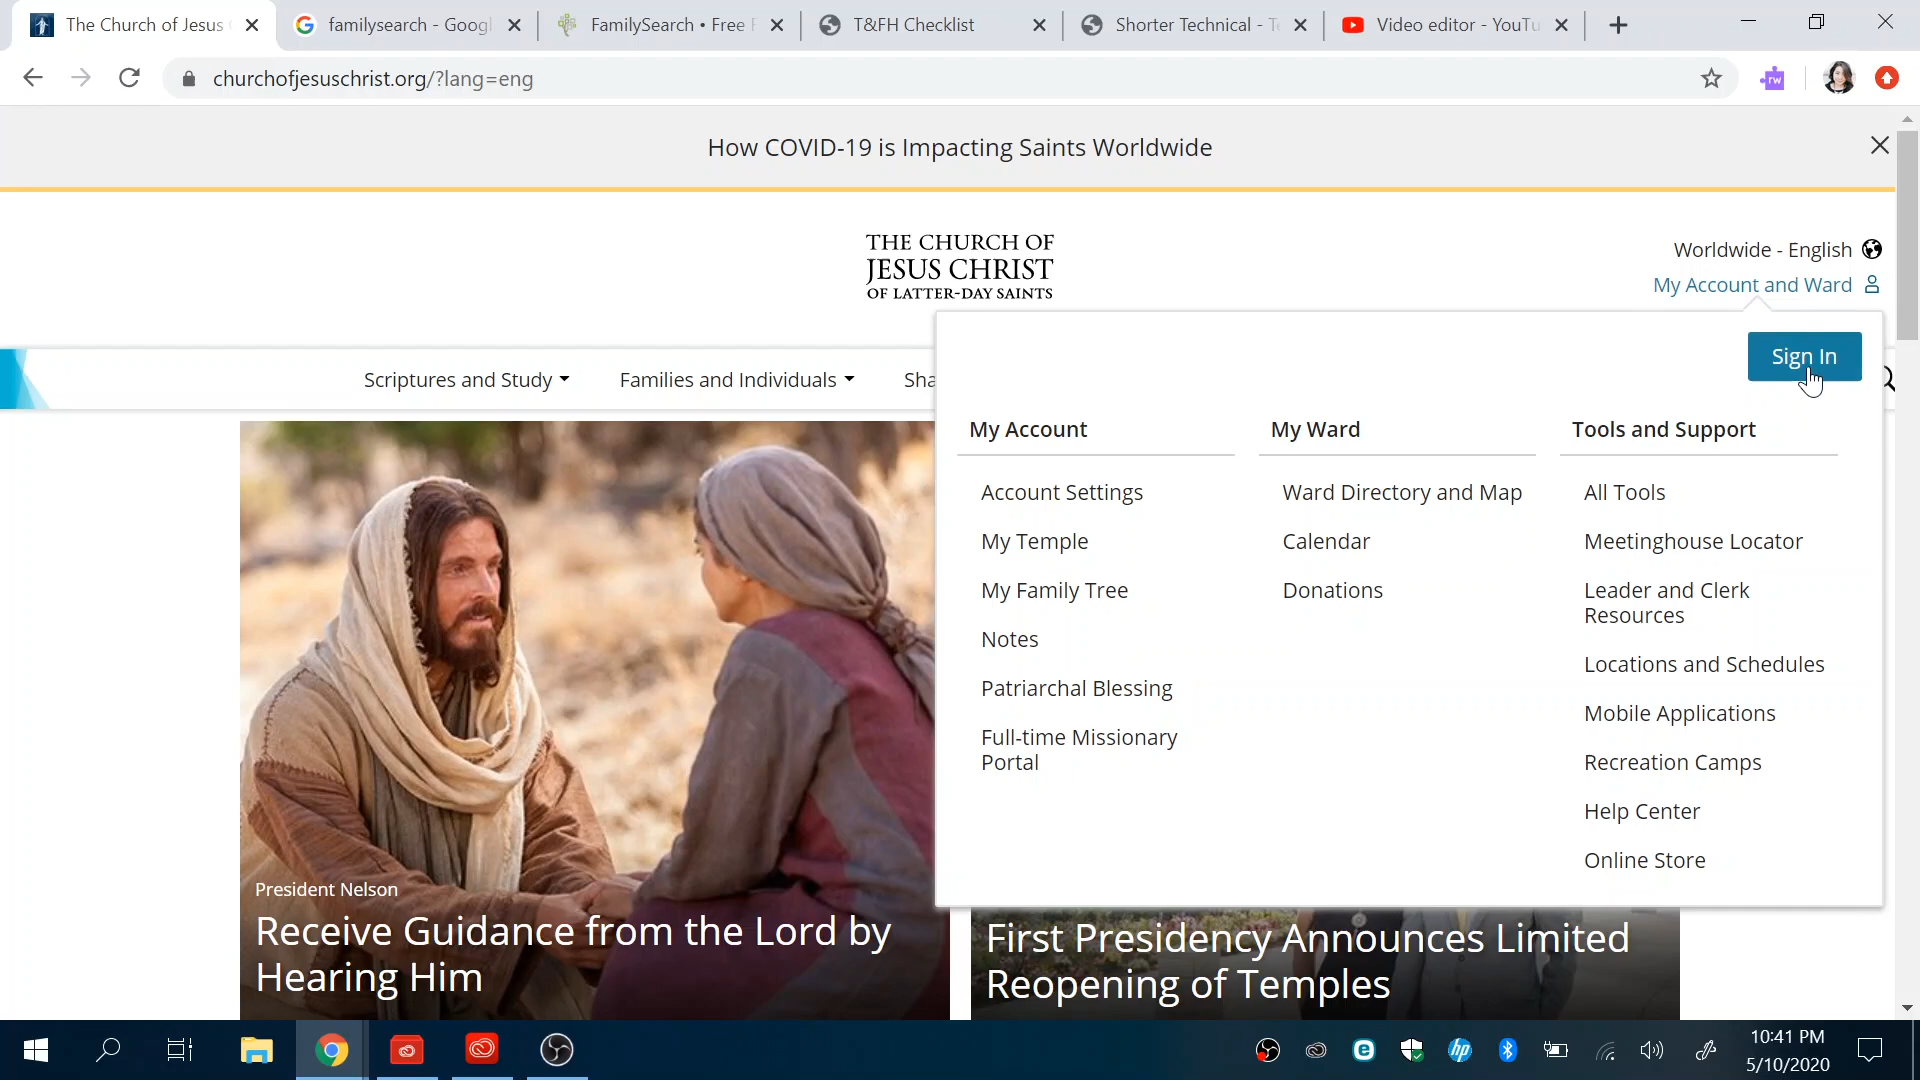 The Church of Jesus
familysearch - Googl
FamilySearch • Free F
T&FH Checklist
Shorter Technical - Te
Video editor - YouTu
churchofjesuschrist.org/?lang=eng
rw
How COVID-19 is Impacting Saints Worldwide
THE CHURCH OF
JESUS CHRIST
OF LATTER-DAY SAINTS
Worldwide - English
My Account and Ward
Sign In
Scriptures and Study
Families and Individuals
Sha
My Account
My Ward
Tools and Support
Account Settings
Ward Directory and Map
All Tools
My Temple
Calendar
Meetinghouse Locator
My Family Tree
Donations
Leader and Clerk
Resources
Notes
Locations and Schedules
Patriarchal Blessing
Mobile Applications
Full-time Missionary
Portal
Recreation Camps
Help Center
Online Store
President Nelson
Receive Guidance from the Lord by
Hearing Him
First Presidency Announces Limited
Reopening of Temples
hp
10:41 PM
5/10/2020